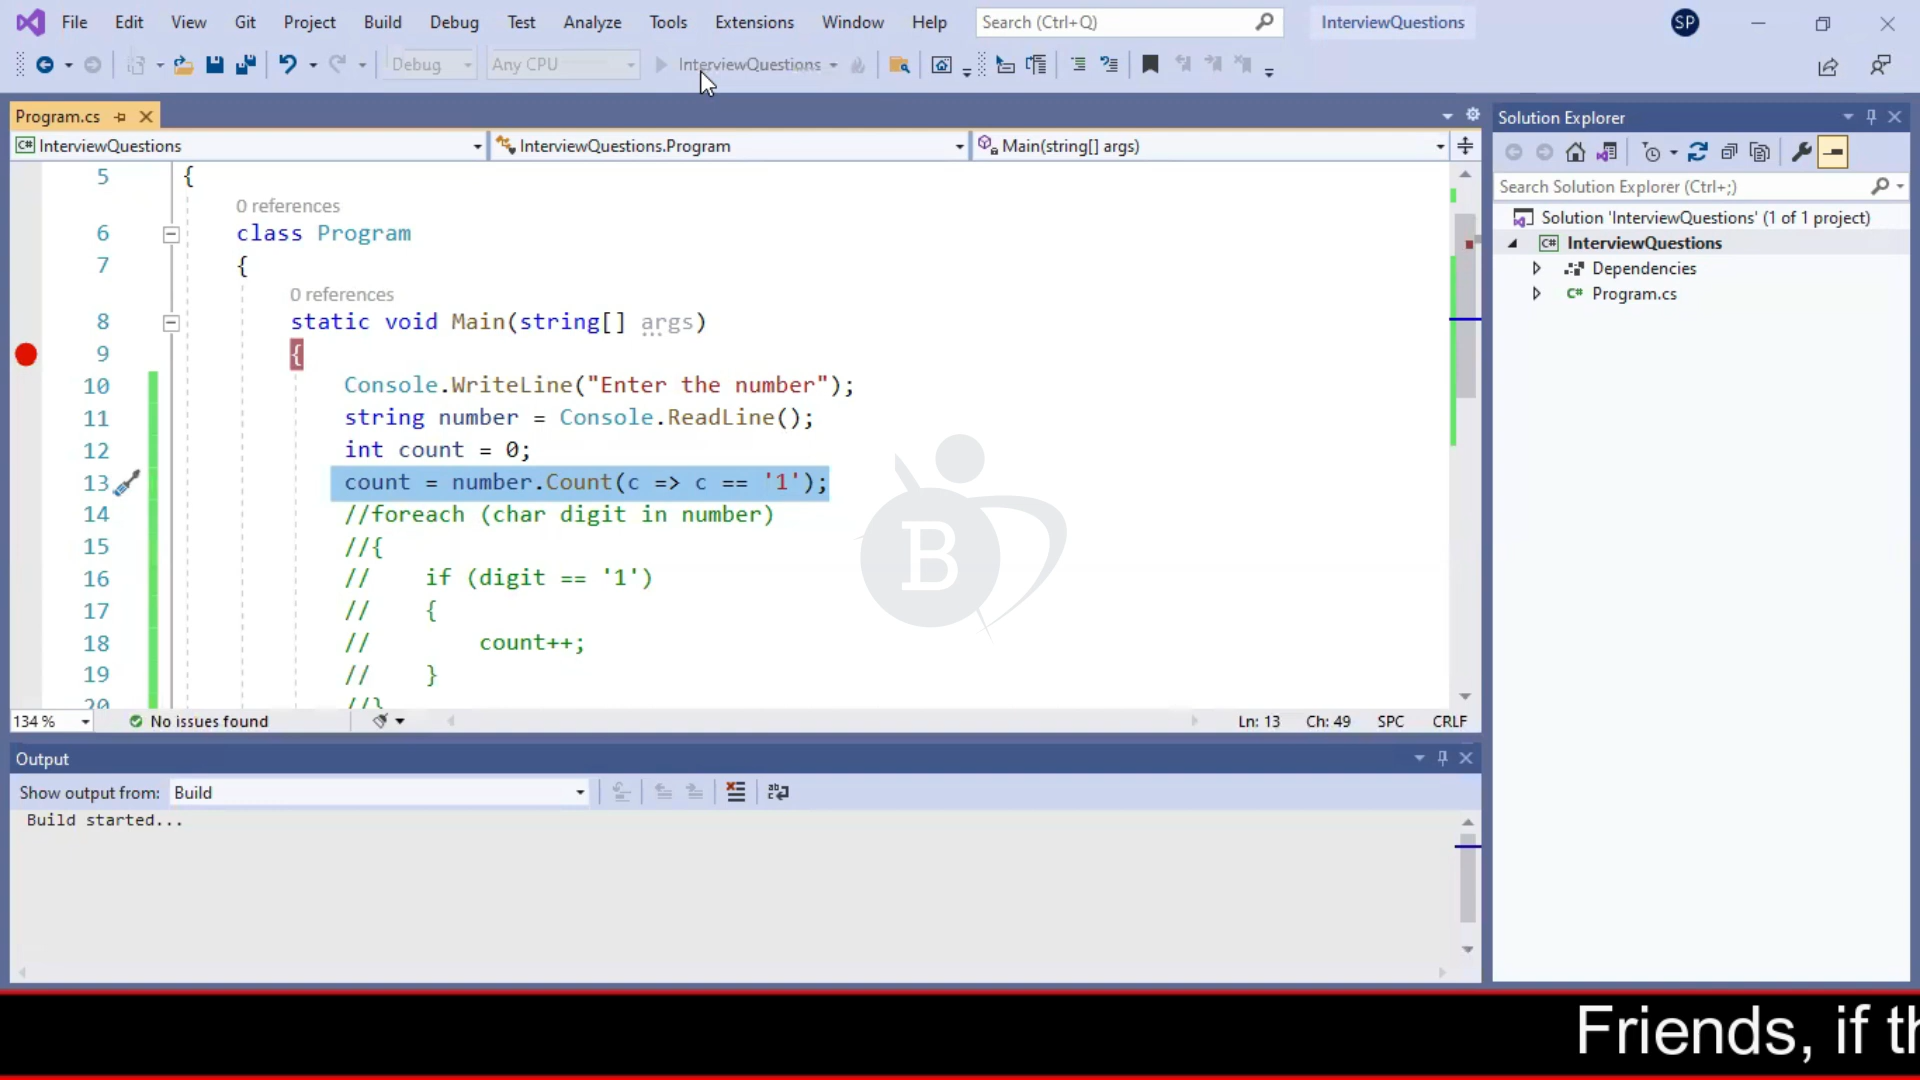 File Edit View Git Project Build Debug Test Analyze Tools Extensions Window Help Search (Ctrl+Q) InterviewQuestions SP
Debug Any CPU InterviewQuestions
Program.cs
InterviewQuestions InterviewQuestions.Program Main(string[] args)
5 {
0 references
6 class Program
7 {
0 references
8 static void Main(string[] args)
9 {
10 Console.WriteLine("Enter the number");
11 string number = Console.ReadLine();
12 int count = 0;
13 count = number.Count(c => c == '1');
14 //foreach (char digit in number)
15 //{
16 // if (digit == '1')
17 // {
18 // count++;
19 // }
20 //}
134 % No issues found Ln: 13 Ch: 49 SPC CRLF
Output
Show output from: Build
Build started...
Solution Explorer
Search Solution Explorer (Ctrl+;)
Solution 'InterviewQuestions' (1 of 1 project)
C# InterviewQuestions
Dependencies
C# Program.cs
B
Friends, if th